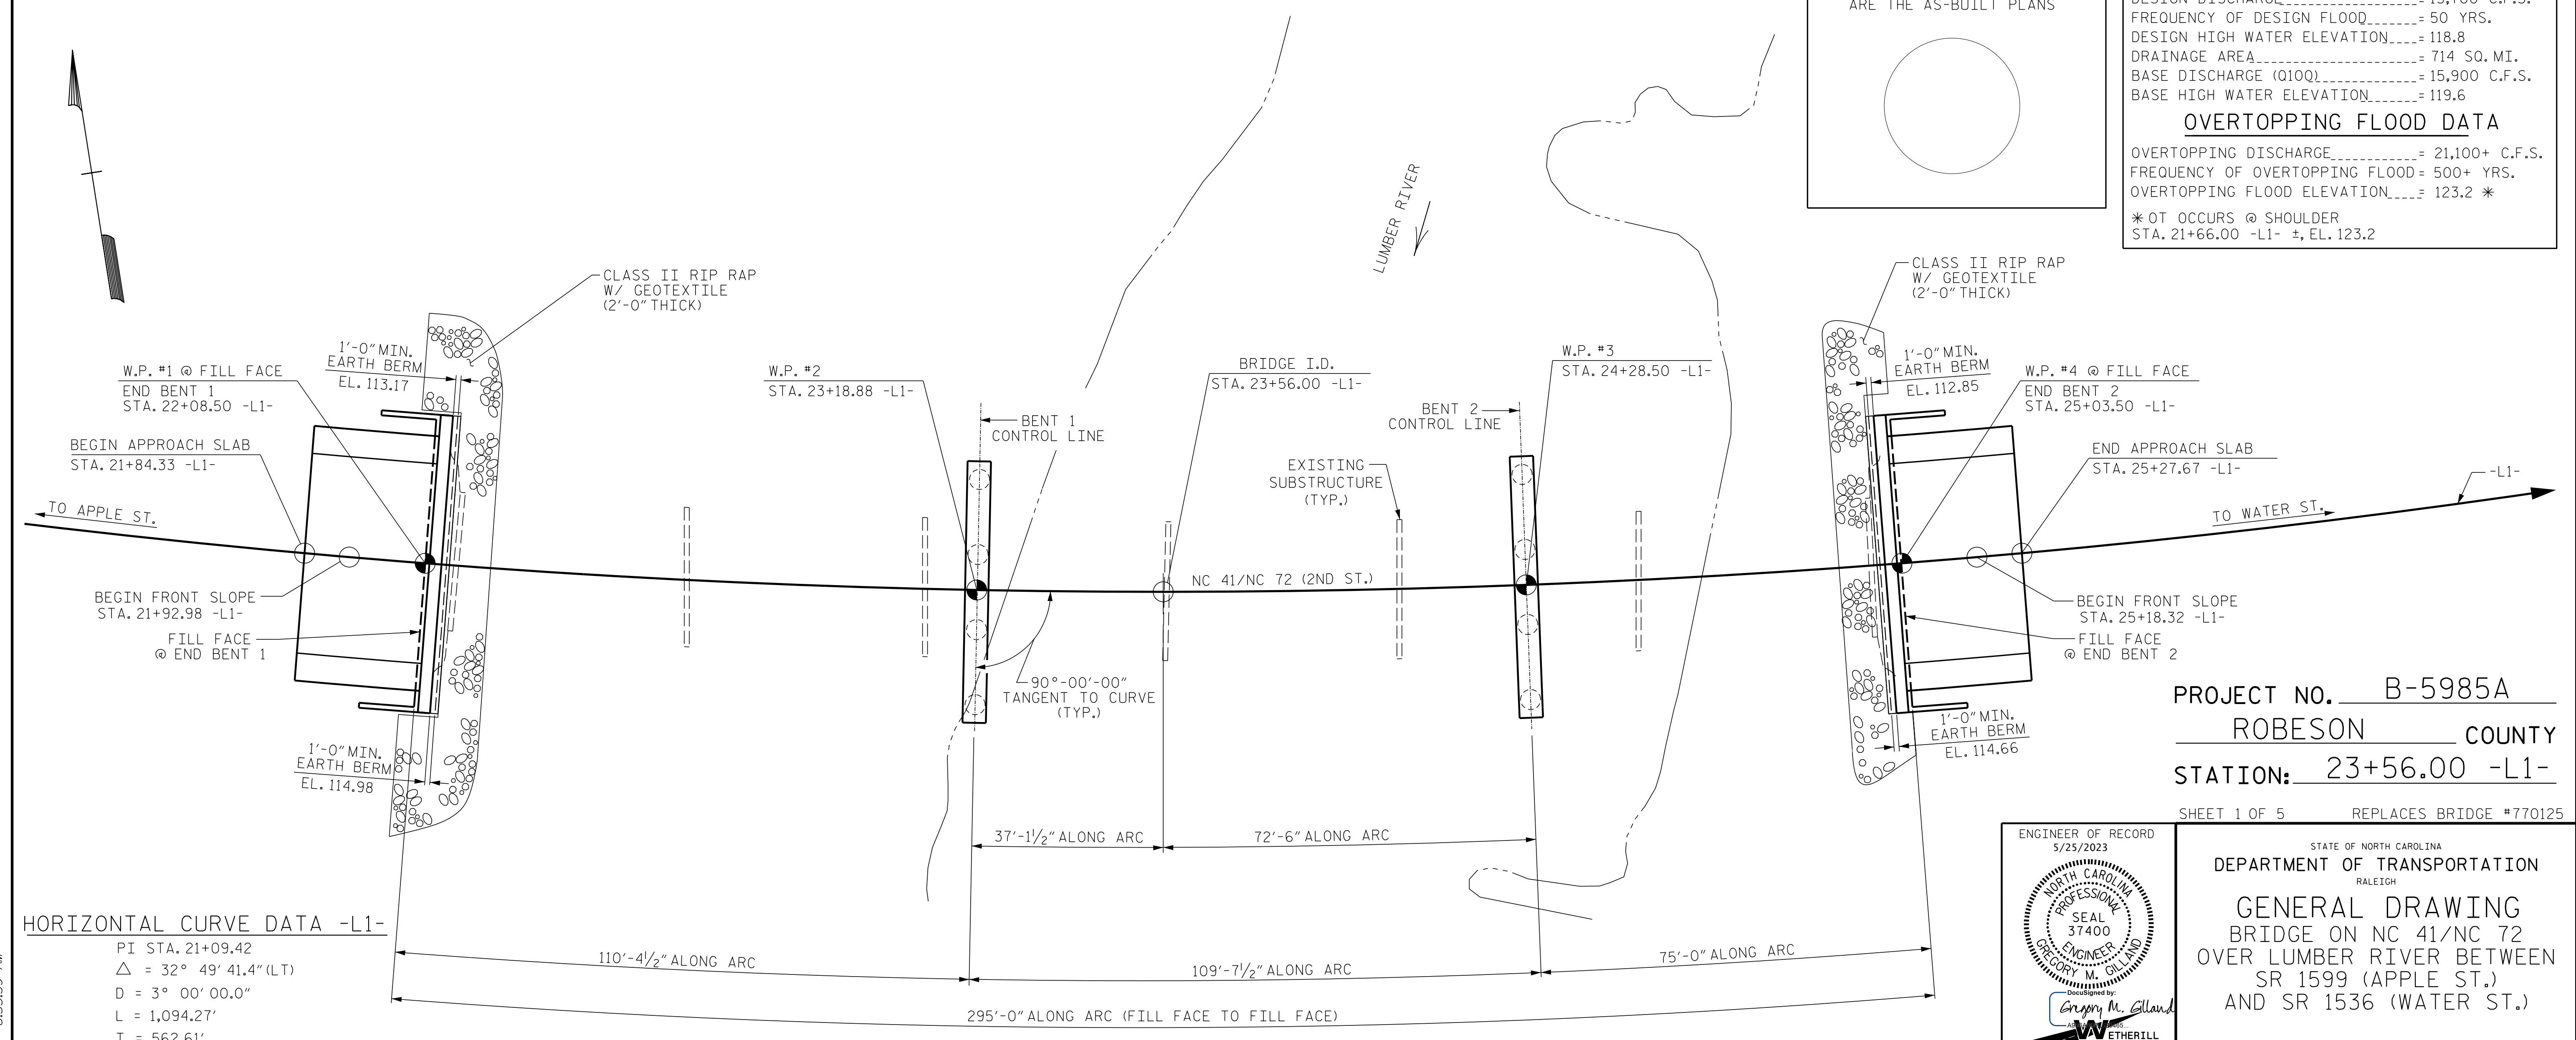 ARE THE AS-BUILT PLANS
FREQUENCY OF DESIGN FLOOD = 50 YRS.
DESIGN HIGH WATER ELEVATION = 118.8
DRAINAGE AREA = 714 SQ. MI.
BASE DISCHARGE (Q100) = 15,900 C.F.S.
BASE HIGH WATER ELEVATION = 119.6
OVERTOPPING FLOOD DATA
OVERTOPPING DISCHARGE = 21,100+ C.F.S.
FREQUENCY OF OVERTOPPING FLOOD = 500+ YRS.
OVERTOPPING FLOOD ELEVATION = 123.2 *
* OT OCCURS @ SHOULDER
STA. 21+66.00 -L1- ±, EL. 123.2
LUMBER RIVER
CLASS II RIP RAP
W/ GEOTEXTILE
(2'-0" THICK)
CLASS II RIP RAP
W/ GEOTEXTILE
(2'-0" THICK)
1'-0" MIN.
EARTH BERM
EL. 113.17
W.P. #1 @ FILL FACE
END BENT 1
STA. 22+08.50 -L1-
BEGIN APPROACH SLAB
STA. 21+84.33 -L1-
TO APPLE ST.
BEGIN FRONT SLOPE
STA. 21+92.98 -L1-
FILL FACE
@ END BENT 1
1'-0" MIN.
EARTH BERM
EL. 114.98
W.P. #2
STA. 23+18.88 -L1-
BENT 1
CONTROL LINE
BRIDGE I.D.
STA. 23+56.00 -L1-
BENT 2
CONTROL LINE
W.P. #3
STA. 24+28.50 -L1-
EXISTING
SUBSTRUCTURE
(TYP.)
NC 41/NC 72 (2ND ST.)
90°-00'-00"
TANGENT TO CURVE
(TYP.)
1'-0" MIN.
EARTH BERM
EL. 112.85
W.P. #4 @ FILL FACE
END BENT 2
STA. 25+03.50 -L1-
END APPROACH SLAB
STA. 25+27.67 -L1-
-L1-
TO WATER ST.
BEGIN FRONT SLOPE
STA. 25+18.32 -L1-
FILL FACE
@ END BENT 2
1'-0" MIN.
EARTH BERM
EL. 114.66
37'-1½" ALONG ARC
72'-6" ALONG ARC
110'-4½" ALONG ARC
109'-7½" ALONG ARC
75'-0" ALONG ARC
295'-0" ALONG ARC (FILL FACE TO FILL FACE)
HORIZONTAL CURVE DATA -L1-
PI STA. 21+09.42
△ = 32° 49' 41.4" (LT)
D = 3° 00' 00.0"
L = 1,094.27'
T = 562.61'
PROJECT NO. B-5985A
ROBESON COUNTY
STATION: 23+56.00 -L1-
SHEET 1 OF 5 REPLACES BRIDGE #770125
ENGINEER OF RECORD
5/25/2023
NORTH CAROLINA
PROFESSIONAL
SEAL
37400
ENGINEER
GREGORY M. GILLAND
DocuSigned by:
Gregory M. Gilland
WETHERILL
STATE OF NORTH CAROLINA
DEPARTMENT OF TRANSPORTATION
RALEIGH
GENERAL DRAWING
BRIDGE ON NC 41/NC 72
OVER LUMBER RIVER BETWEEN
SR 1599 (APPLE ST.)
AND SR 1536 (WATER ST.)